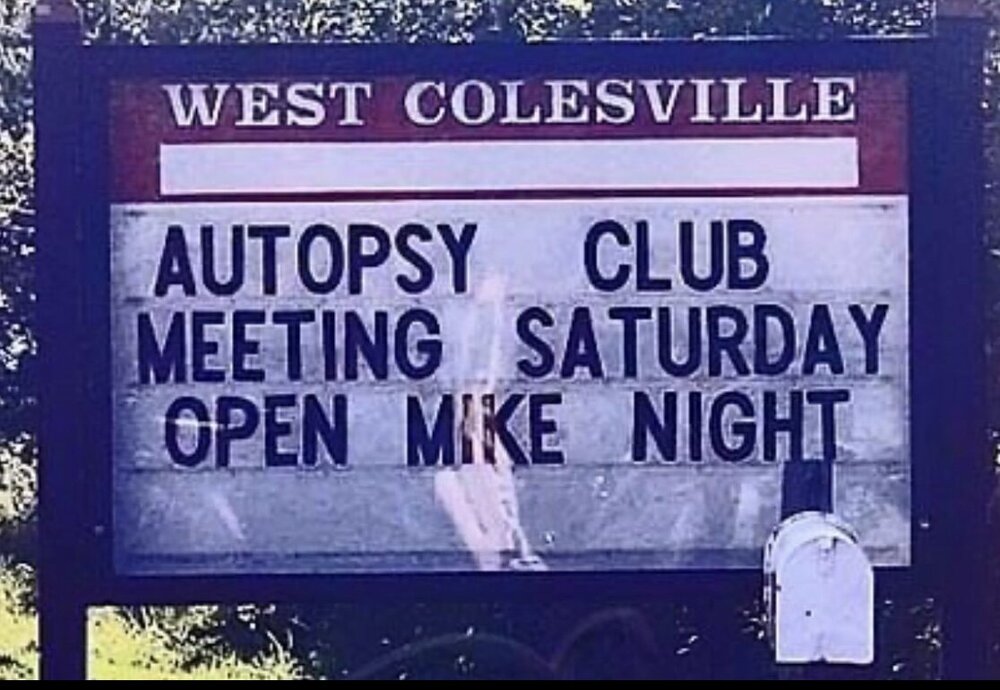 WEST COLESVILLE
AUTOPSY CLUB
MEETING SATURDAY
OPEN MIKE NIGHT